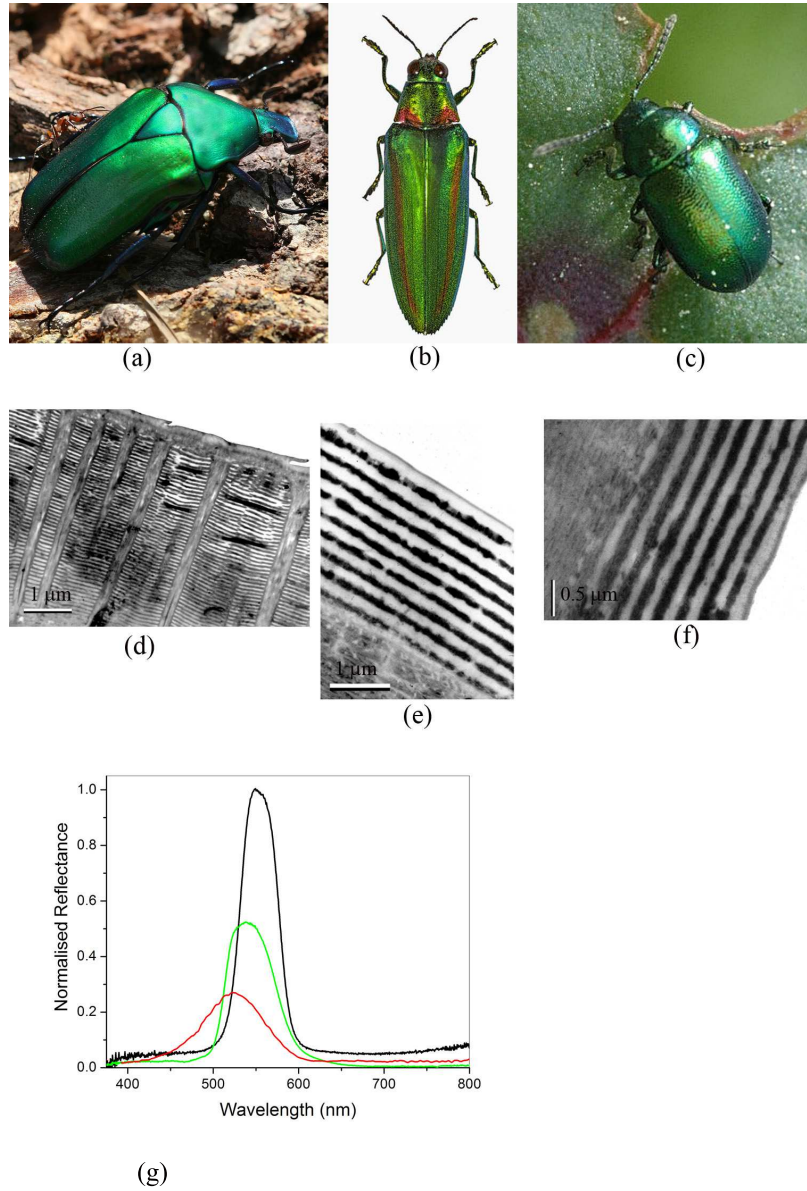 (a)
(b)
(c)
1 μm
(d)
1 μm
(e)
0.5 μm
(f)
1.0
0.8
0.6
0.4
0.2
0.0
Normalised Reflectance
400 500 600 700 800
Wavelength (nm)
(g)